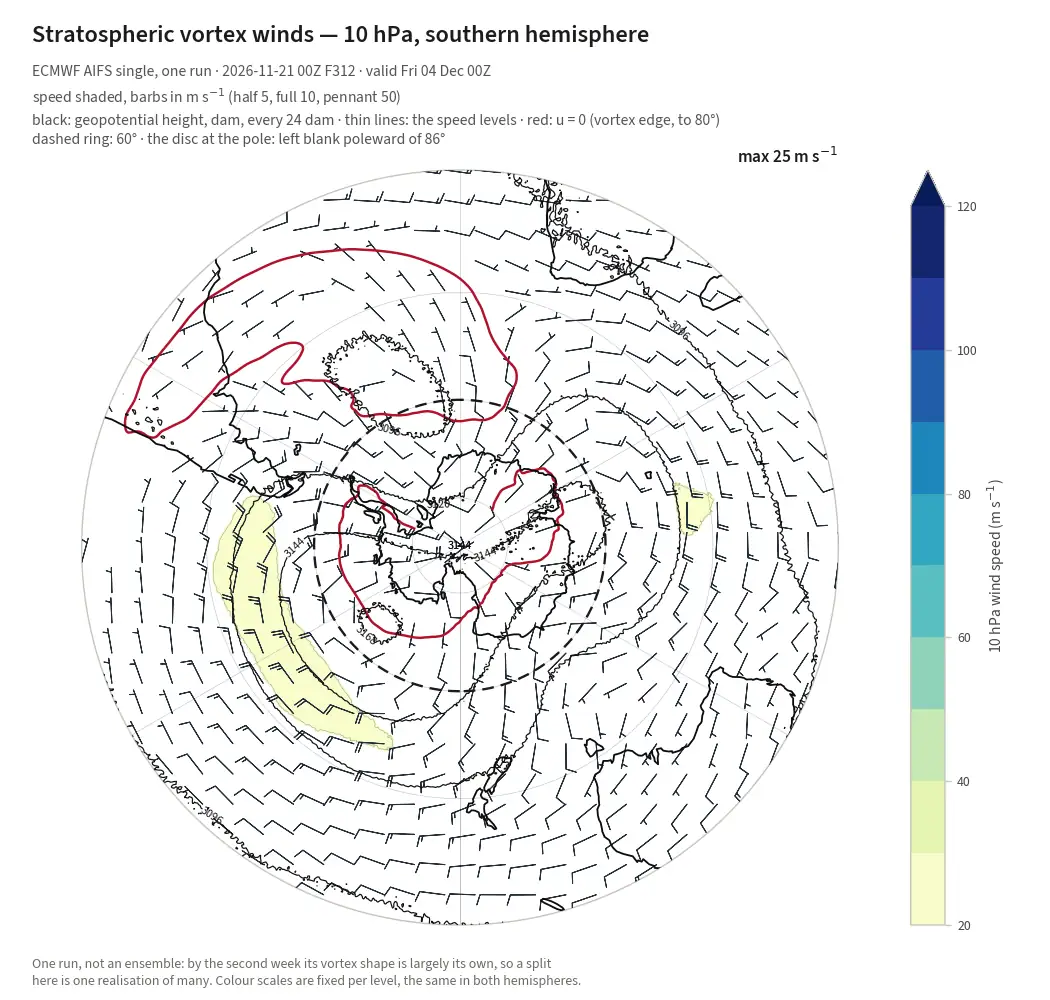 Stratospheric vortex winds — 10 hPa, southern hemisphere
ECMWF AIFS single, one run · 2026-11-21 00Z F312 · valid Fri 04 Dec 00Z
speed shaded, barbs in m s⁻¹ (half 5, full 10, pennant 50)
black: geopotential height, dam, every 24 dam · thin lines: the speed levels · red: u = 0 (vortex edge, to 80°)
dashed ring: 60° · the disc at the pole: left blank poleward of 86°
max 25 m s⁻¹
120
100
80
60
40
20
10 hPa wind speed (m s⁻¹)
3096
3096
3120
3144
3144
3144
3168
3096
One run, not an ensemble: by the second week its vortex shape is largely its own, so a split
here is one realisation of many. Colour scales are fixed per level, the same in both hemispheres.